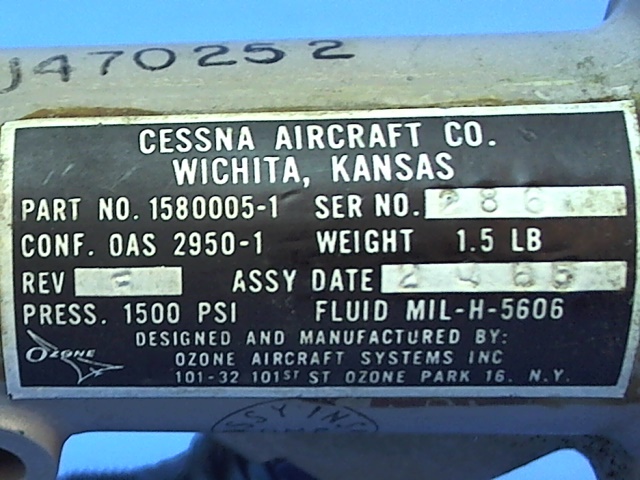 J470252
CESSNA AIRCRAFT CO.
WICHITA, KANSAS
PART NO. 1580005-1 SER NO. 286
CONF. OAS 2950-1 WEIGHT 1.5 LB
REV ASSY DATE
PRESS. 1500 PSI FLUID MIL-H-5606
DESIGNED AND MANUFACTURED BY:
OZONE
OZONE AIRCRAFT SYSTEMS INC
101-32 101ST ST OZONE PARK 16. N.Y.